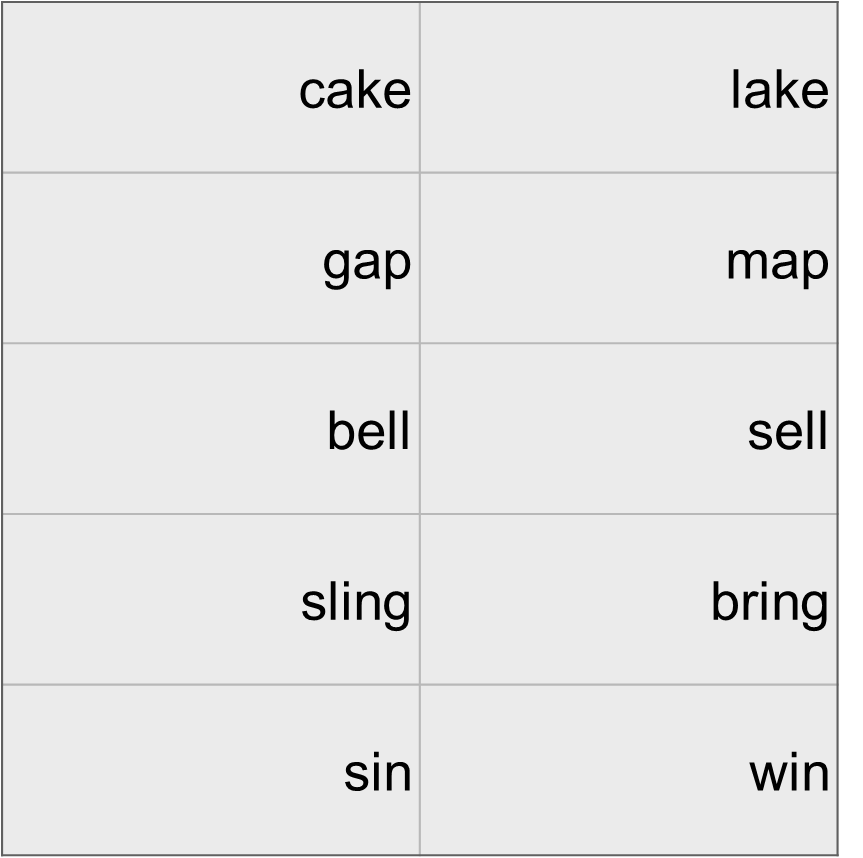 cake lake
gap map
bell sell
sling bring
sin win